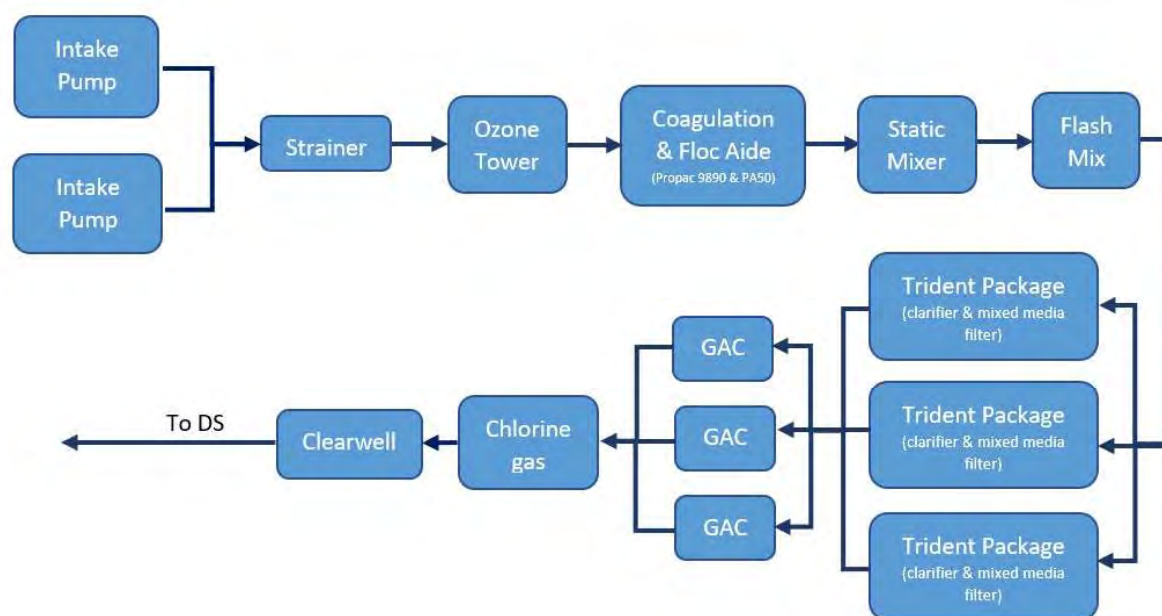 Intake
Pump
Intake
Pump
Strainer
Ozone
Tower
Coagulation
& Floc Aide
(Propac 9890 & PA50)
Static
Mixer
Flash
Mix
Trident Package
(clarifier & mixed media
filter)
Trident Package
(clarifier & mixed media
filter)
Trident Package
(clarifier & mixed media
filter)
GAC
GAC
GAC
Chlorine
gas
Clearwell
To DS